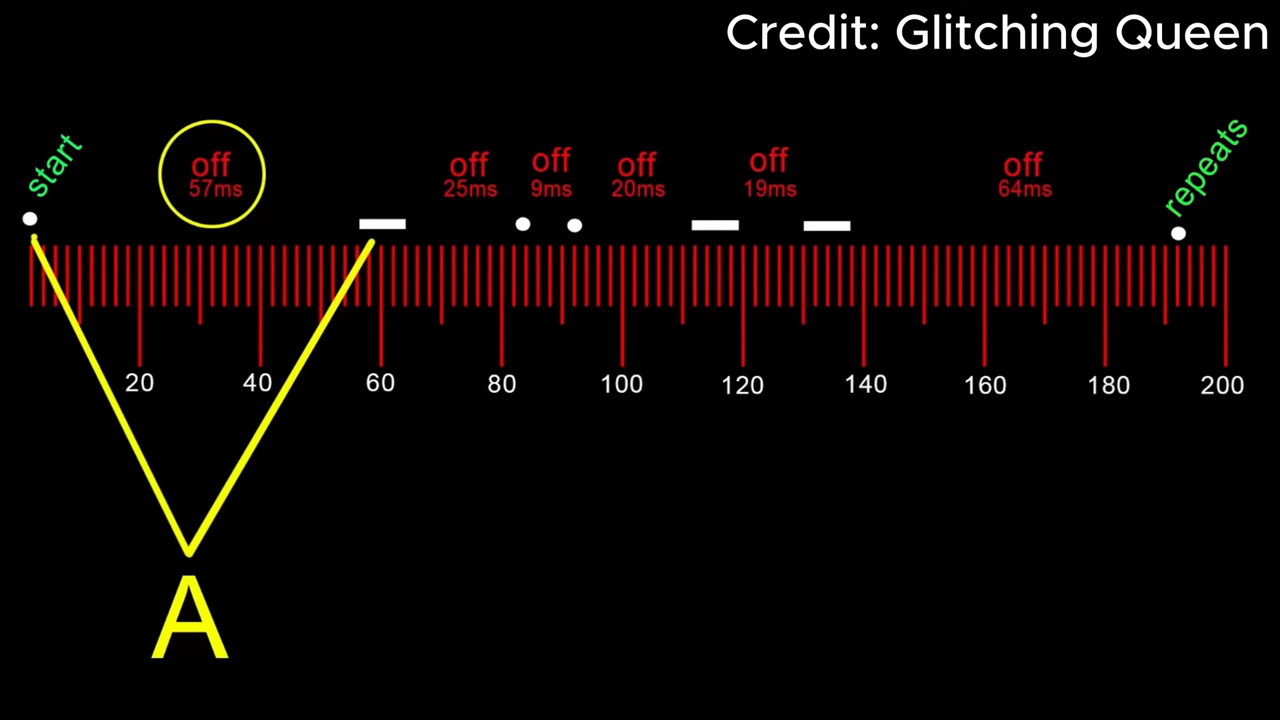 Credit: Glitching Queen
start
off
57ms
off
25ms
off
9ms
off
20ms
off
19ms
off
64ms
repeats
20 40 60 80 100 120 140 160 180 200
A